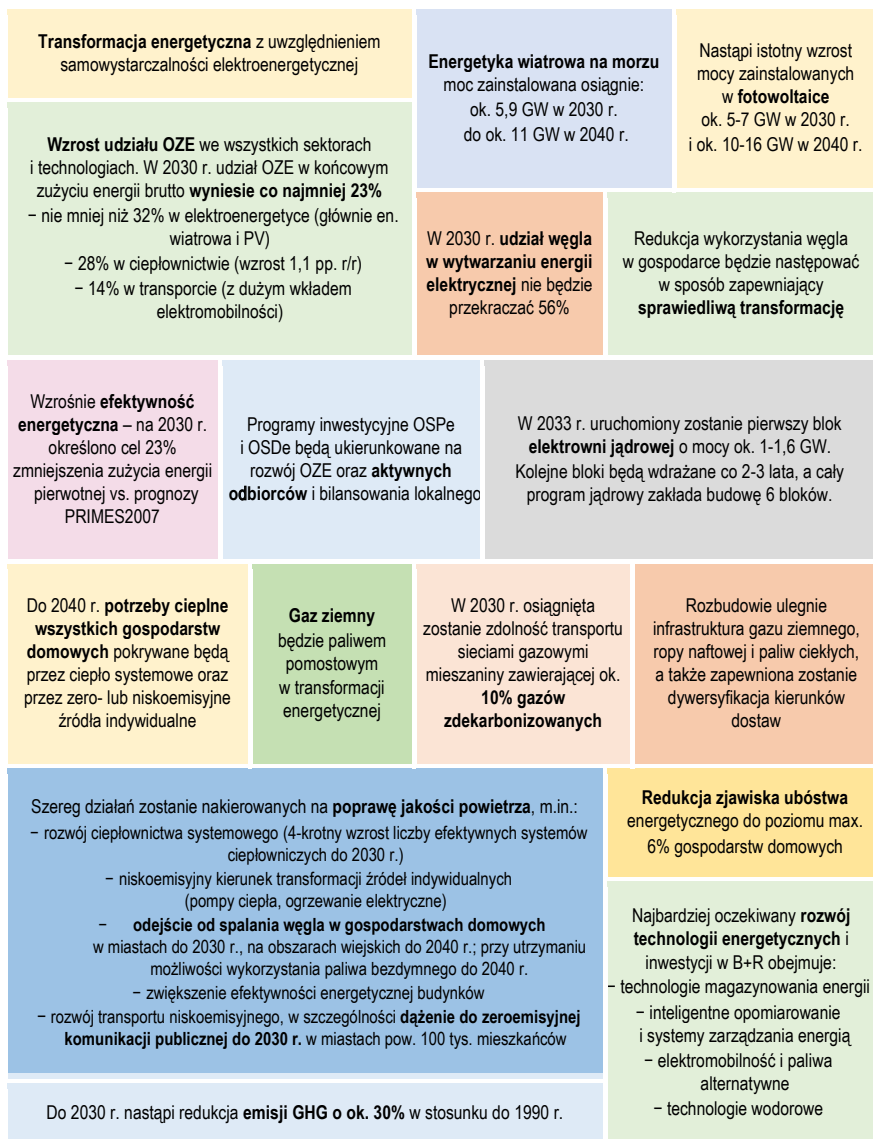 Transformacja energetyczna z uwzględnieniem
samowystarczalności elektroenergetycznej
Energetyka wiatrowa na morzu
moc zainstalowana osiągnie:
ok. 5,9 GW w 2030 r.
do ok. 11 GW w 2040 r.
Nastąpi istotny wzrost
mocy zainstalowanych
w fotowoltaice
ok. 5-7 GW w 2030 r.
i ok. 10-16 GW w 2040 r.
Wzrost udziału OZE we wszystkich sektorach
i technologiach. W 2030 r. udział OZE w końcowym
zużyciu energii brutto wyniesie co najmniej 23%
− nie mniej niż 32% w elektroenergetyce (głównie en.
wiatrowa i PV)
− 28% w ciepłownictwie (wzrost 1,1 pp. r/r)
− 14% w transporcie (z dużym wkładem
elektromobilności)
W 2030 r. udział węgla
w wytwarzaniu energii
elektrycznej nie będzie
przekraczać 56%
Redukcja wykorzystania węgla
w gospodarce będzie następować
w sposób zapewniający
sprawiedliwą transformację
Wzrośnie efektywność
energetyczna – na 2030 r.
określono cel 23%
zmniejszenia zużycia energii
pierwotnej vs. prognozy
PRIMES2007
Programy inwestycyjne OSPe
i OSDe będą ukierunkowane na
rozwój OZE oraz aktywnych
odbiorców i bilansowania lokalnego
W 2033 r. uruchomiony zostanie pierwszy blok
elektrowni jądrowej o mocy ok. 1-1,6 GW.
Kolejne bloki będą wdrażane co 2-3 lata, a cały
program jądrowy zakłada budowę 6 bloków.
Do 2040 r. potrzeby cieplne
wszystkich gospodarstw
domowych pokrywane będą
przez ciepło systemowe oraz
przez zero- lub niskoemisyjne
źródła indywidualne
Gaz ziemny
będzie paliwem
pomostowym
w transformacji
energetycznej
W 2030 r. osiągnięta
zostanie zdolność transportu
sieciami gazowymi
mieszaniny zawierającej ok.
10% gazów
zdekarbonizowanych
Rozbudowie ulegnie
infrastruktura gazu ziemnego,
ropy naftowej i paliw ciekłych,
a także zapewniona zostanie
dywersyfikacja kierunków
dostaw
Szereg działań zostanie nakierowanych na poprawę jakości powietrza, m.in.:
− rozwój ciepłownictwa systemowego (4-krotny wzrost liczby efektywnych systemów
ciepłowniczych do 2030 r.)
− niskoemisyjny kierunek transformacji źródeł indywidualnych
(pompy ciepła, ogrzewanie elektryczne)
− odejście od spalania węgla w gospodarstwach domowych
w miastach do 2030 r., na obszarach wiejskich do 2040 r.; przy utrzymaniu
możliwości wykorzystania paliwa bezdymnego do 2040 r.
− zwiększenie efektywności energetycznej budynków
− rozwój transportu niskoemisyjnego, w szczególności dążenie do zeroemisyjnej
komunikacji publicznej do 2030 r. w miastach pow. 100 tys. mieszkańców
Redukcja zjawiska ubóstwa
energetycznego do poziomu max.
6% gospodarstw domowych
Najbardziej oczekiwany rozwój
technologii energetycznych i
inwestycji w B+R obejmuje:
− technologie magazynowania energii
− inteligentne opomiarowanie
i systemy zarządzania energią
− elektromobilność i paliwa
alternatywne
− technologie wodorowe
Do 2030 r. nastąpi redukcja emisji GHG o ok. 30% w stosunku do 1990 r.